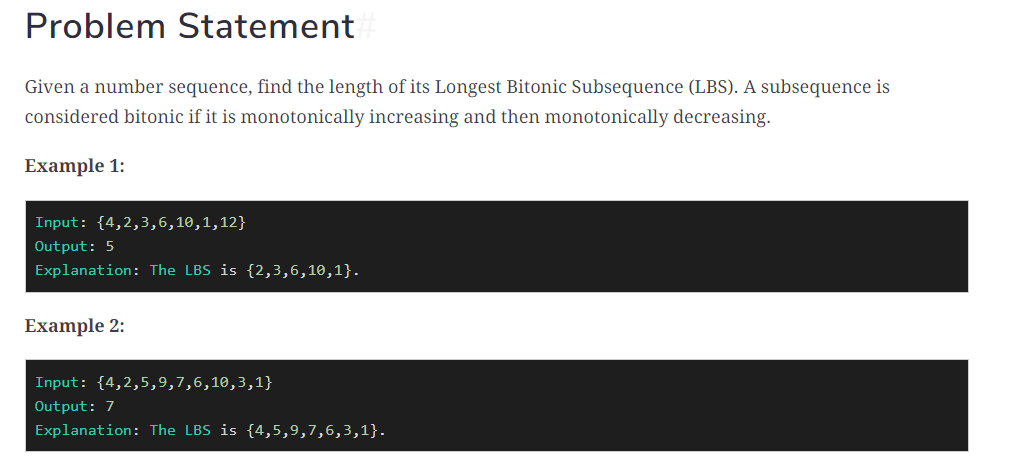 Problem Statement#
Given a number sequence, find the length of its Longest Bitonic Subsequence (LBS). A subsequence is
considered bitonic if it is monotonically increasing and then monotonically decreasing.
Example 1:
Input: {4,2,3,6,10,1,12}
Output: 5
Explanation: The LBS is {2,3,6,10,1}.
Example 2:
Input: {4,2,5,9,7,6,10,3,1}
Output: 7
Explanation: The LBS is {4,5,9,7,6,3,1}.